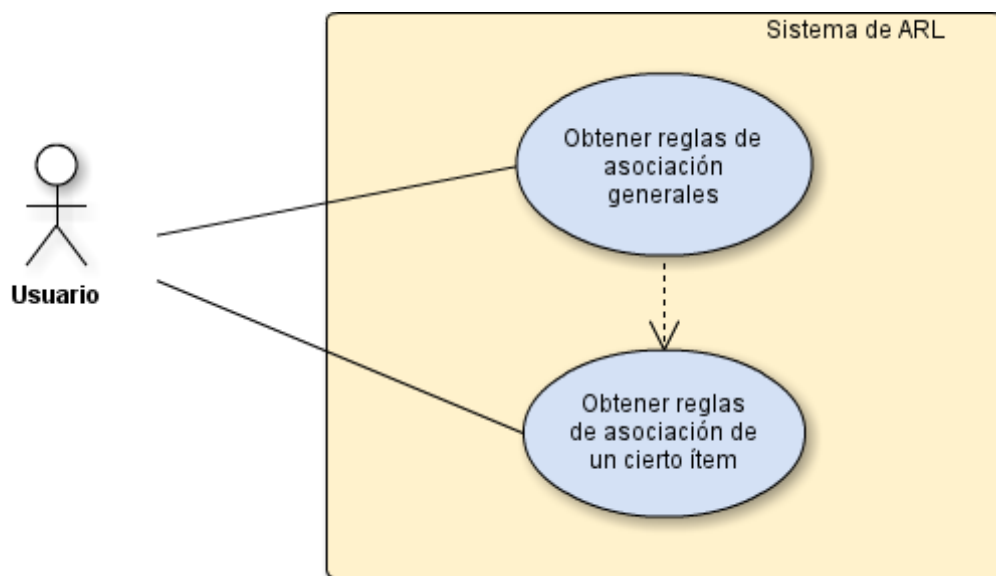 Sistema de ARL
Obtener reglas de
asociación
generales
Usuario
Obtener reglas
de asociación de
un cierto ítem